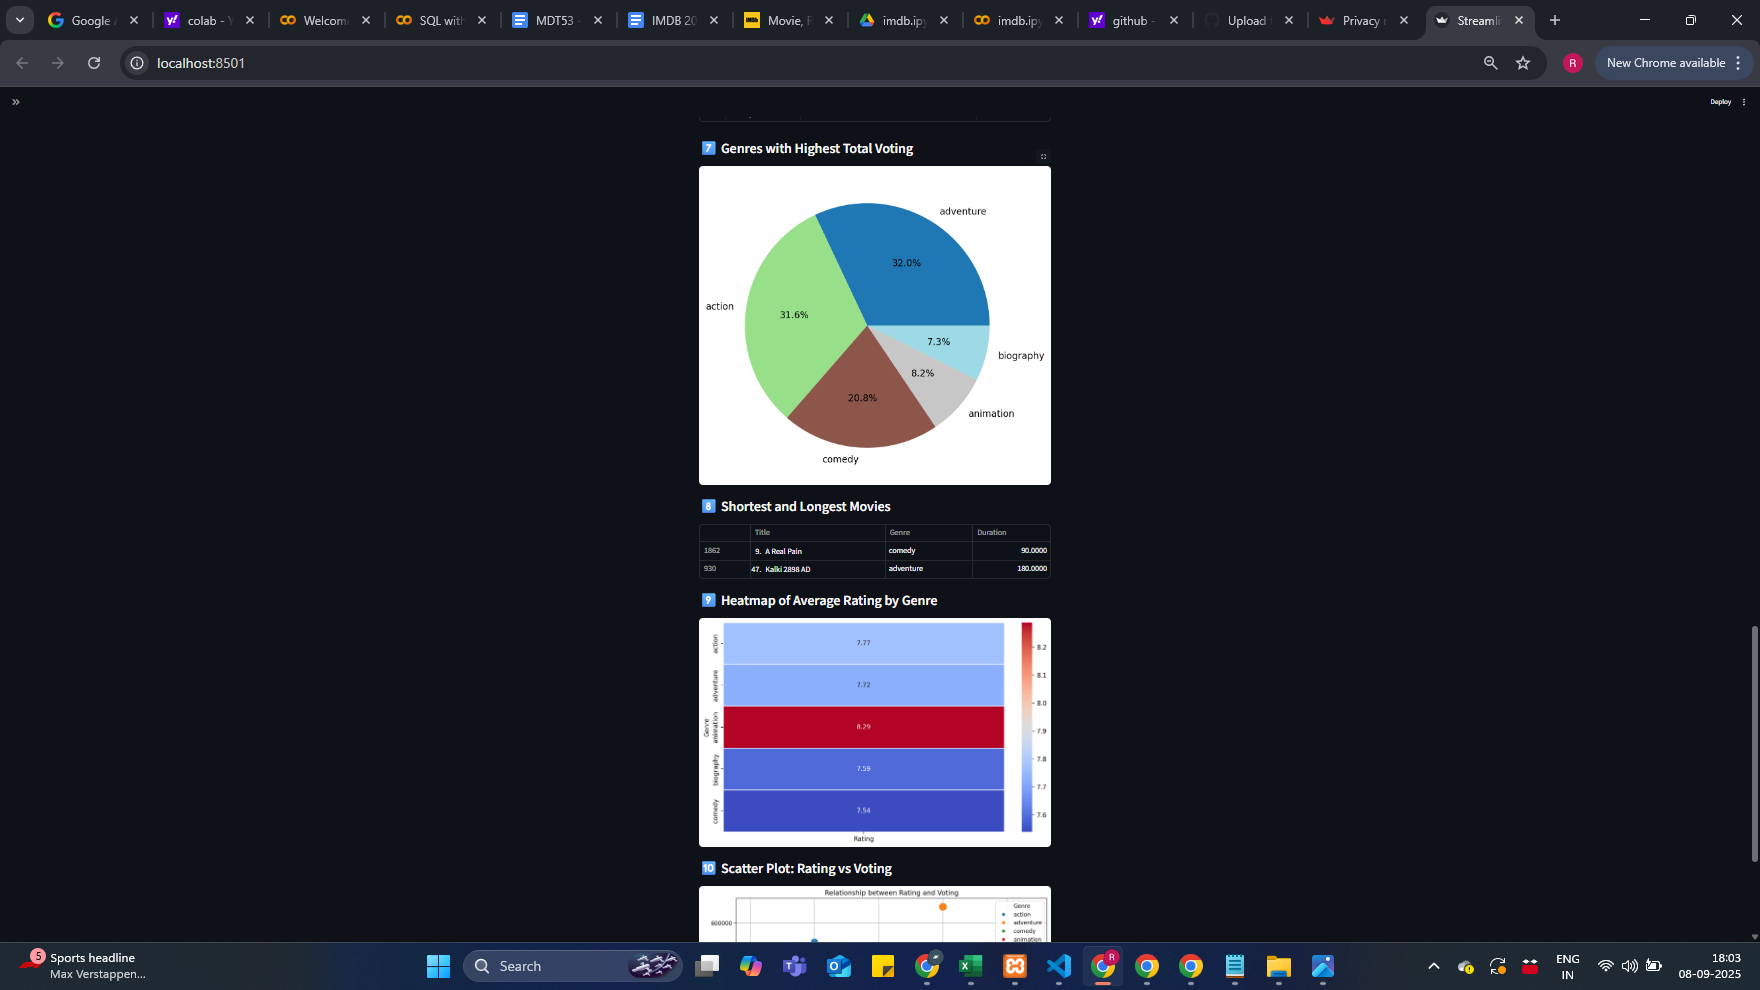 Google
colab - Y
Welcom
SQL with
MDT53 -
IMDB 20
Movie, R
imdb.ipy
imdb.ipy
github -
Upload
Privacy
Streamli
localhost:8501
R
New Chrome available
Deploy
7 Genres with Highest Total Voting
adventure
32.0%
action
31.6%
7.3%
biography
8.2%
20.8%
animation
comedy
8 Shortest and Longest Movies
Title Genre Duration
1862 9. A Real Pain comedy 90.0000
930 47. Kalki 2898 AD adventure 180.0000
9 Heatmap of Average Rating by Genre
action 7.77
adventure 7.72
Genre
animation 8.29
biography 7.59
comedy 7.54
Rating
8.2
8.1
8.0
7.9
7.8
7.7
7.6
10 Scatter Plot: Rating vs Voting
Relationship between Rating and Voting
600000
Genre
action
adventure
comedy
animation
5
Sports headline
Max Verstappen...
Search
R
ENG
IN
18:03
08-09-2025